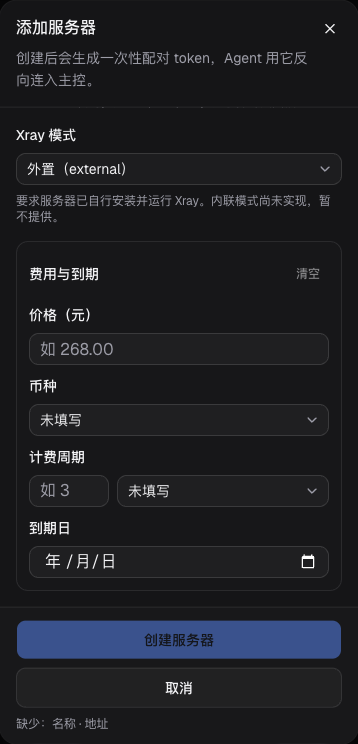 添加服务器
创建后会生成一次性配对 token，Agent 用它反
向连入主控。
Xray 模式
外置（external）
要求服务器已自行安装并运行 Xray。内联模式尚未实现，暂
不提供。
费用与到期 清空
价格（元）
如 268.00
币种
未填写
计费周期
如 3 未填写
到期日
年 /月/日
创建服务器
取消
缺少：名称 · 地址